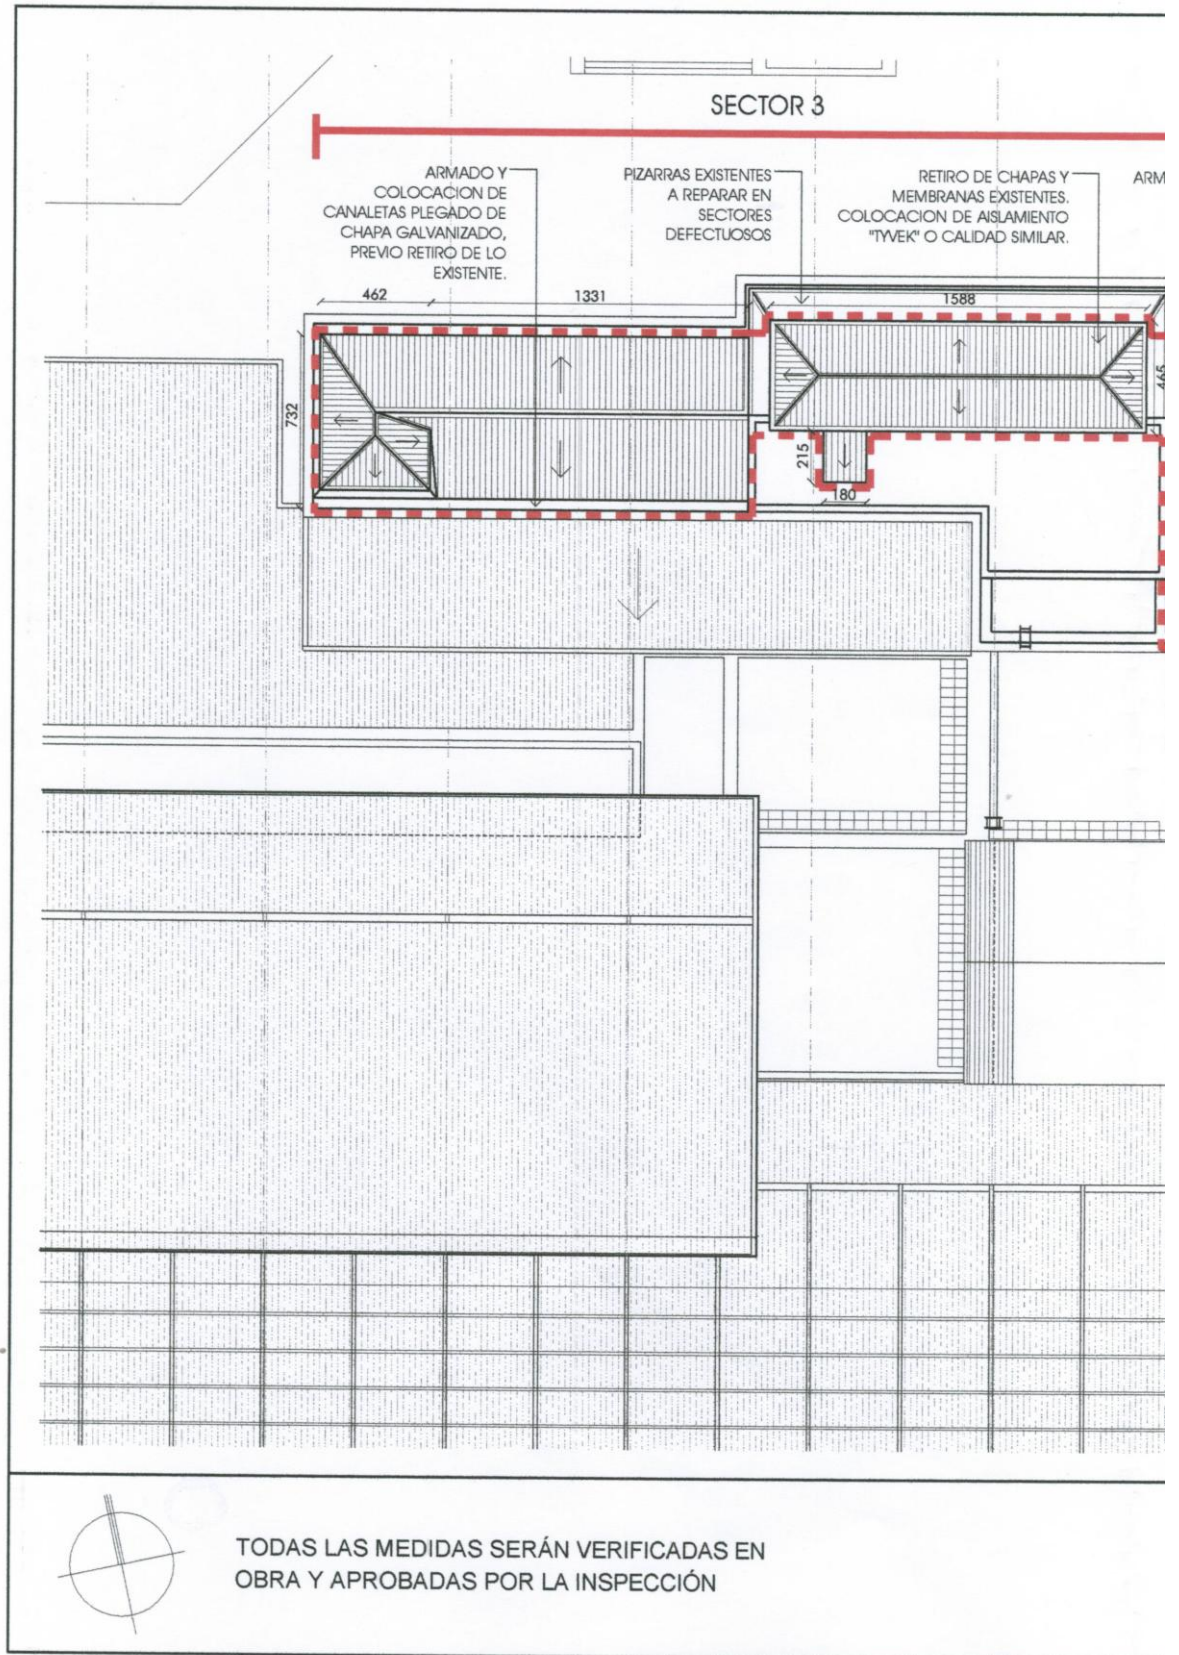 SECTOR 3
ARMADO Y
COLOCACION DE
CANALETAS PLEGADO DE
CHAPA GALVANIZADO,
PREVIO RETIRO DE LO
EXISTENTE.
PIZARRAS EXISTENTES
A REPARAR EN
SECTORES
DEFECTUOSOS
RETIRO DE CHAPAS Y
MEMBRANAS EXISTENTES.
COLOCACION DE AISLAMIENTO
"TYVEK" O CALIDAD SIMILAR.
ARM
462
1331
1588
732
465
215
180
TODAS LAS MEDIDAS SERÁN VERIFICADAS EN
OBRA Y APROBADAS POR LA INSPECCIÓN